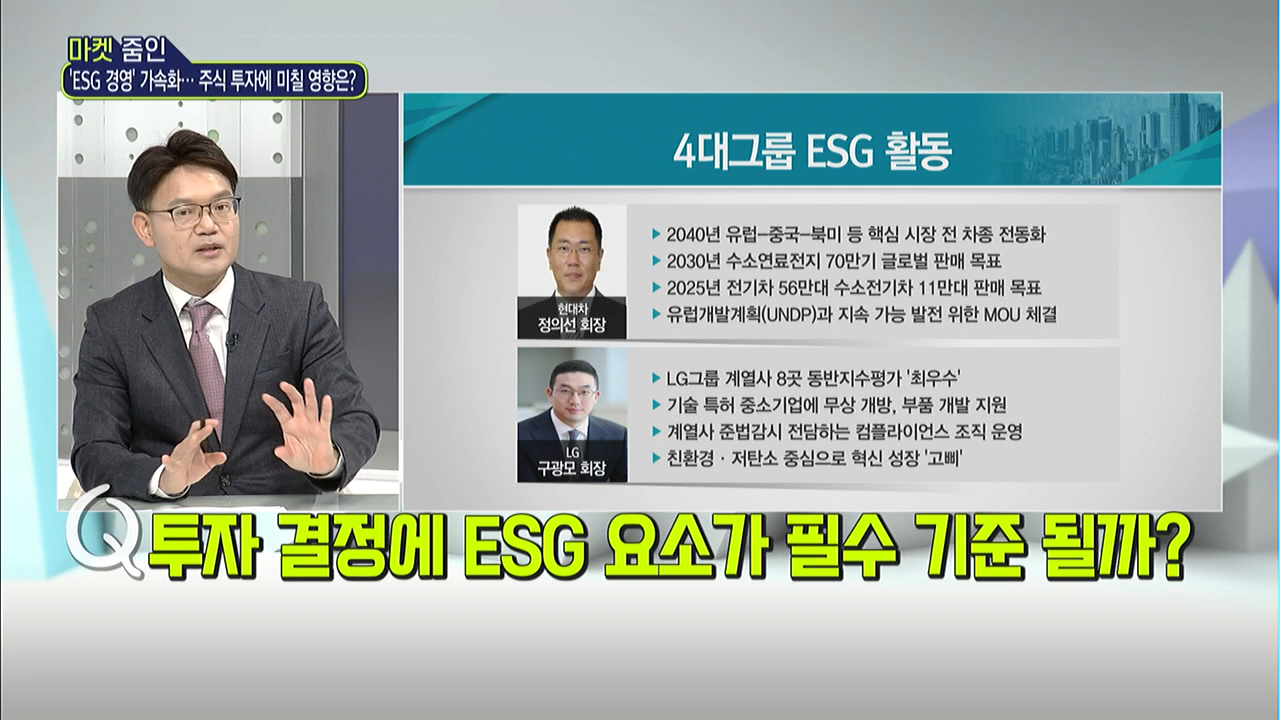 마켓 줌인
'ESG 경영' 가속화… 주식 투자에 미칠 영향은?
4대그룹 ESG 활동
현대차
정의선 회장
▶ 2040년 유럽–중국–북미 등 핵심 시장 전 차종 전동화
▶ 2030년 수소연료전지 70만기 글로벌 판매 목표
▶ 2025년 전기차 56만대 수소전기차 11만대 판매 목표
▶ 유럽개발계획(UNDP)과 지속 가능 발전 위한 MOU 체결
LG
구광모 회장
▶ LG그룹 계열사 8곳 동반지수평가 '최우수'
▶ 기술 특허 중소기업에 무상 개방, 부품 개발 지원
▶ 계열사 준법감시 전담하는 컴플라이언스 조직 운영
▶ 친환경·저탄소 중심으로 혁신 성장 '고삐'
Q 투자 결정에 ESG 요소가 필수 기준 될까?